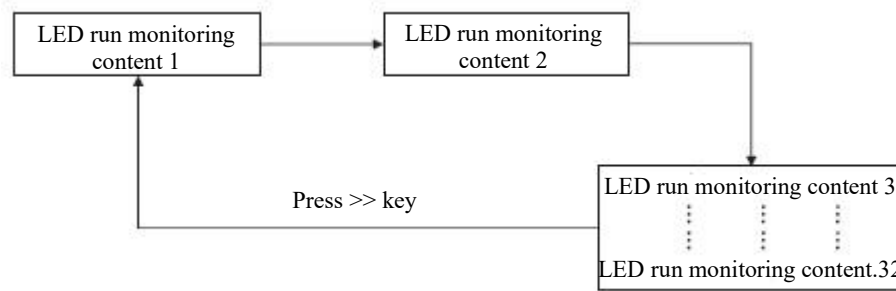 LED run monitoring
content 1
LED run monitoring
content 2
LED run monitoring content 3
Press >> key
LED run monitoring content.32